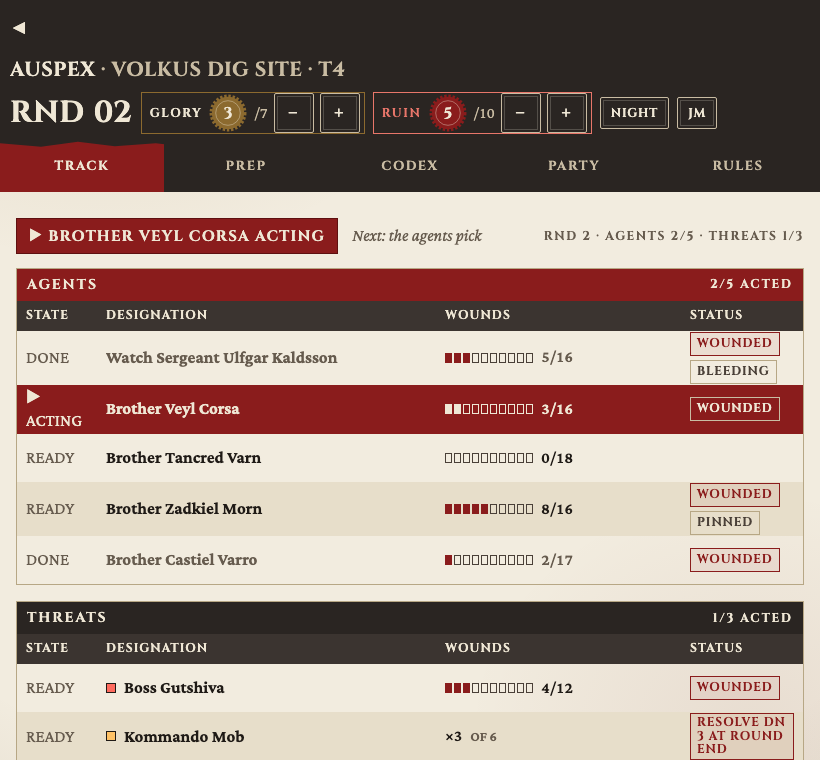 ◀
AUSPEX · VOLKUS DIG SITE · T4
RND 02 GLORY 3 /7 − + RUIN 5 /10 − + NIGHT JM
TRACK PREP CODEX PARTY RULES
▶ BROTHER VEYL CORSA ACTING Next: the agents pick RND 2 · AGENTS 2/5 · THREATS 1/3
AGENTS 2/5 ACTED
STATE DESIGNATION WOUNDS STATUS
DONE Watch Sergeant Ulfgar Kaldsson 5/16 WOUNDED
BLEEDING
▶ ACTING Brother Veyl Corsa 3/16 WOUNDED
READY Brother Tancred Varn 0/18
READY Brother Zadkiel Morn 8/16 WOUNDED
PINNED
DONE Brother Castiel Varro 2/17 WOUNDED
THREATS 1/3 ACTED
STATE DESIGNATION WOUNDS STATUS
READY Boss Gutshiva 4/12 WOUNDED
READY Kommando Mob ×3 OF 6 RESOLVE DN
3 AT ROUND
END